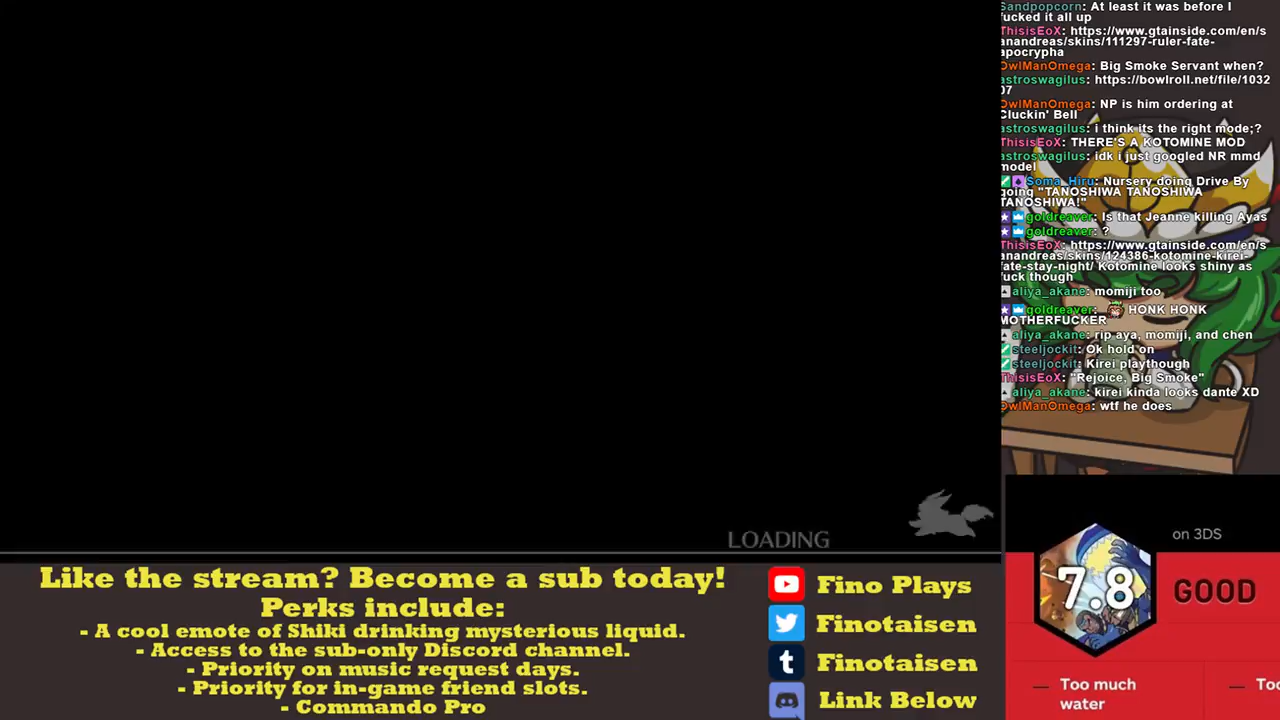 Sandpopcorn: At least it was before I
fucked it all up
ThisisEoX: https://www.gtainside.com/en/s
anandreas/skins/111297-ruler-fate-
apocrypha
OwlManOmega: Big Smoke Servant when?
astroswagilus: https://bowlroll.net/file/1032
07
OwlManOmega: NP is him ordering at
Cluckin' Bell
astroswagilus: i think its the right mode;?
ThisisEoX: THERE'S A KOTOMINE MOD
astroswagilus: idk i just googled NR mmd
model
Soma_Hiru: Nursery doing Drive By
going "TANOSHIWA TANOSHIWA
TANOSHIWA!"
goldreaver: Is that Jeanne killing Ayas
goldreaver: ?
ThisisEoX: https://www.gtainside.com/en/s
anandreas/skins/124386-kotomine-kirei-
fate-stay-night/ Kotomine looks shiny as
fuck though
aliya_akane: momiji too
goldreaver: HONK HONK
MOTHERFUCKER
aliya_akane: rip aya, momiji, and chen
steeljockit: Ok hold on
steeljockit: Kirei playthough
ThisisEoX: "Rejoice, Big Smoke"
aliya_akane: kirei kinda looks dante XD
OwlManOmega: wtf he does
LOADING
on 3DS
7.8
GOOD
— Too much
water
— Too
Like the stream? Become a sub today!
Perks include:
- A cool emote of Shiki drinking mysterious liquid.
- Access to the sub-only Discord channel.
- Priority on music request days.
- Priority for in-game friend slots.
- Commando Pro
Fino Plays
Finotaisen
Finotaisen
Link Below